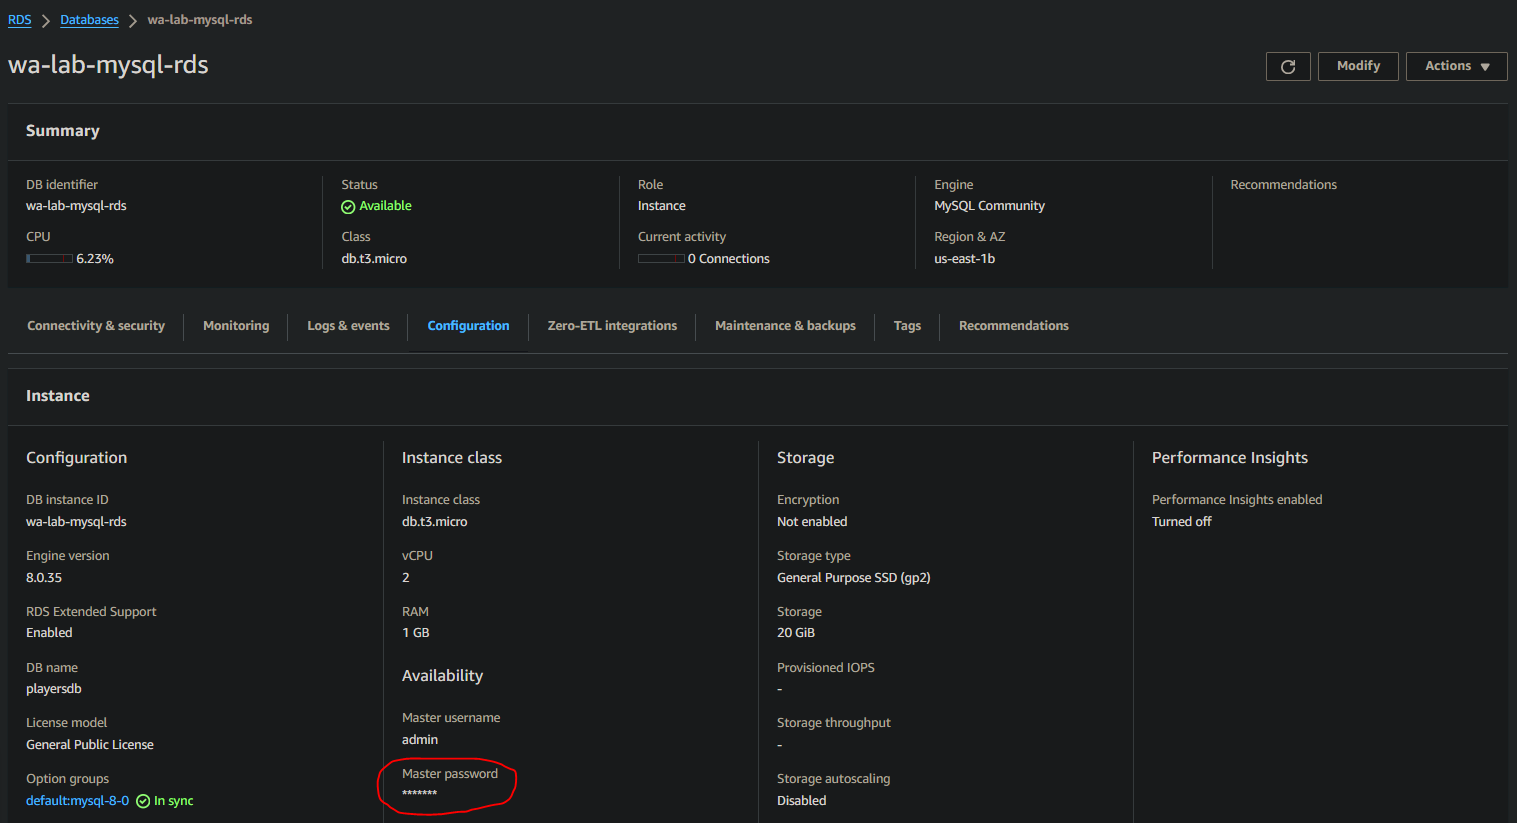 RDS > Databases > wa-lab-mysql-rds
wa-lab-mysql-rds
Modify
Actions
Summary
DB identifier
wa-lab-mysql-rds
CPU
6.23%
Status
Available
Class
db.t3.micro
Role
Instance
Current activity
0 Connections
Engine
MySQL Community
Region & AZ
us-east-1b
Recommendations
Connectivity & security
Monitoring
Logs & events
Configuration
Zero-ETL integrations
Maintenance & backups
Tags
Recommendations
Instance
Configuration
DB instance ID
wa-lab-mysql-rds
Engine version
8.0.35
RDS Extended Support
Enabled
DB name
playersdb
License model
General Public License
Option groups
default:mysql-8-0 In sync
Instance class
Instance class
db.t3.micro
vCPU
2
RAM
1 GB
Availability
Master username
admin
Master password
*******
Storage
Encryption
Not enabled
Storage type
General Purpose SSD (gp2)
Storage
20 GiB
Provisioned IOPS
-
Storage throughput
-
Storage autoscaling
Disabled
Performance Insights
Performance Insights enabled
Turned off